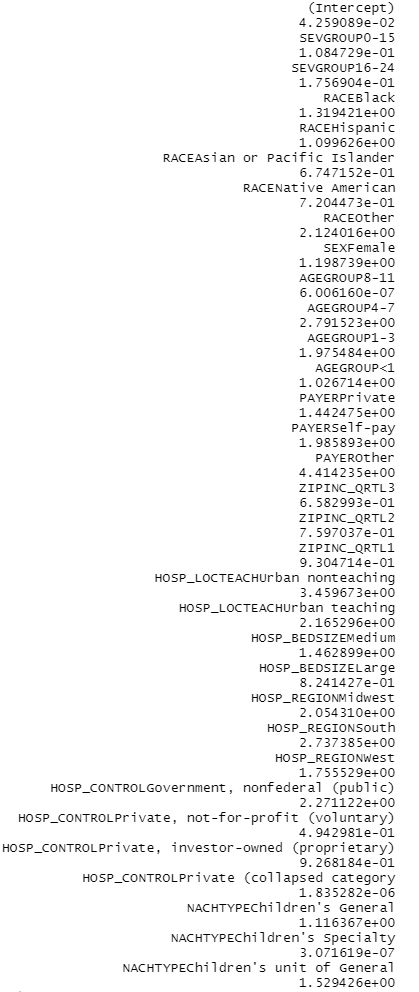 (Intercept)
4.259089e-02
SEVGROUP0-15
1.084729e-01
SEVGROUP16-24
1.756904e-01
RACEBlack
1.319421e+00
RACEHispanic
1.099626e+00
RACEAsian or Pacific Islander
6.747152e-01
RACENative American
7.204473e-01
RACEOther
2.124016e+00
SEXFemale
1.198739e+00
AGEGROUP8-11
6.006160e-07
AGEGROUP4-7
2.791523e+00
AGEGROUP1-3
1.975484e+00
AGEGROUP<1
1.026714e+00
PAYERPrivate
1.442475e+00
PAYERSelf-pay
1.985893e+00
PAYEROther
4.414235e+00
ZIPINC_QRTL3
6.582993e-01
ZIPINC_QRTL2
7.597037e-01
ZIPINC_QRTL1
9.304714e-01
HOSP_LOCTEACHUrban nonteaching
3.459673e+00
HOSP_LOCTEACHUrban teaching
2.165296e+00
HOSP_BEDSIZEMedium
1.462899e+00
HOSP_BEDSIZELarge
8.241427e-01
HOSP_REGIONMidwest
2.054310e+00
HOSP_REGIONSouth
2.737385e+00
HOSP_REGIONWest
1.755529e+00
HOSP_CONTROLGovernment, nonfederal (public)
2.271122e+00
HOSP_CONTROLPrivate, not-for-profit (voluntary)
4.942981e-01
HOSP_CONTROLPrivate, investor-owned (proprietary)
9.268184e-01
HOSP_CONTROLPrivate (collapsed category
1.835282e-06
NACHTYPEChildren's General
1.116367e+00
NACHTYPEChildren's Specialty
3.071619e-07
NACHTYPEChildren's unit of General
1.529426e+00